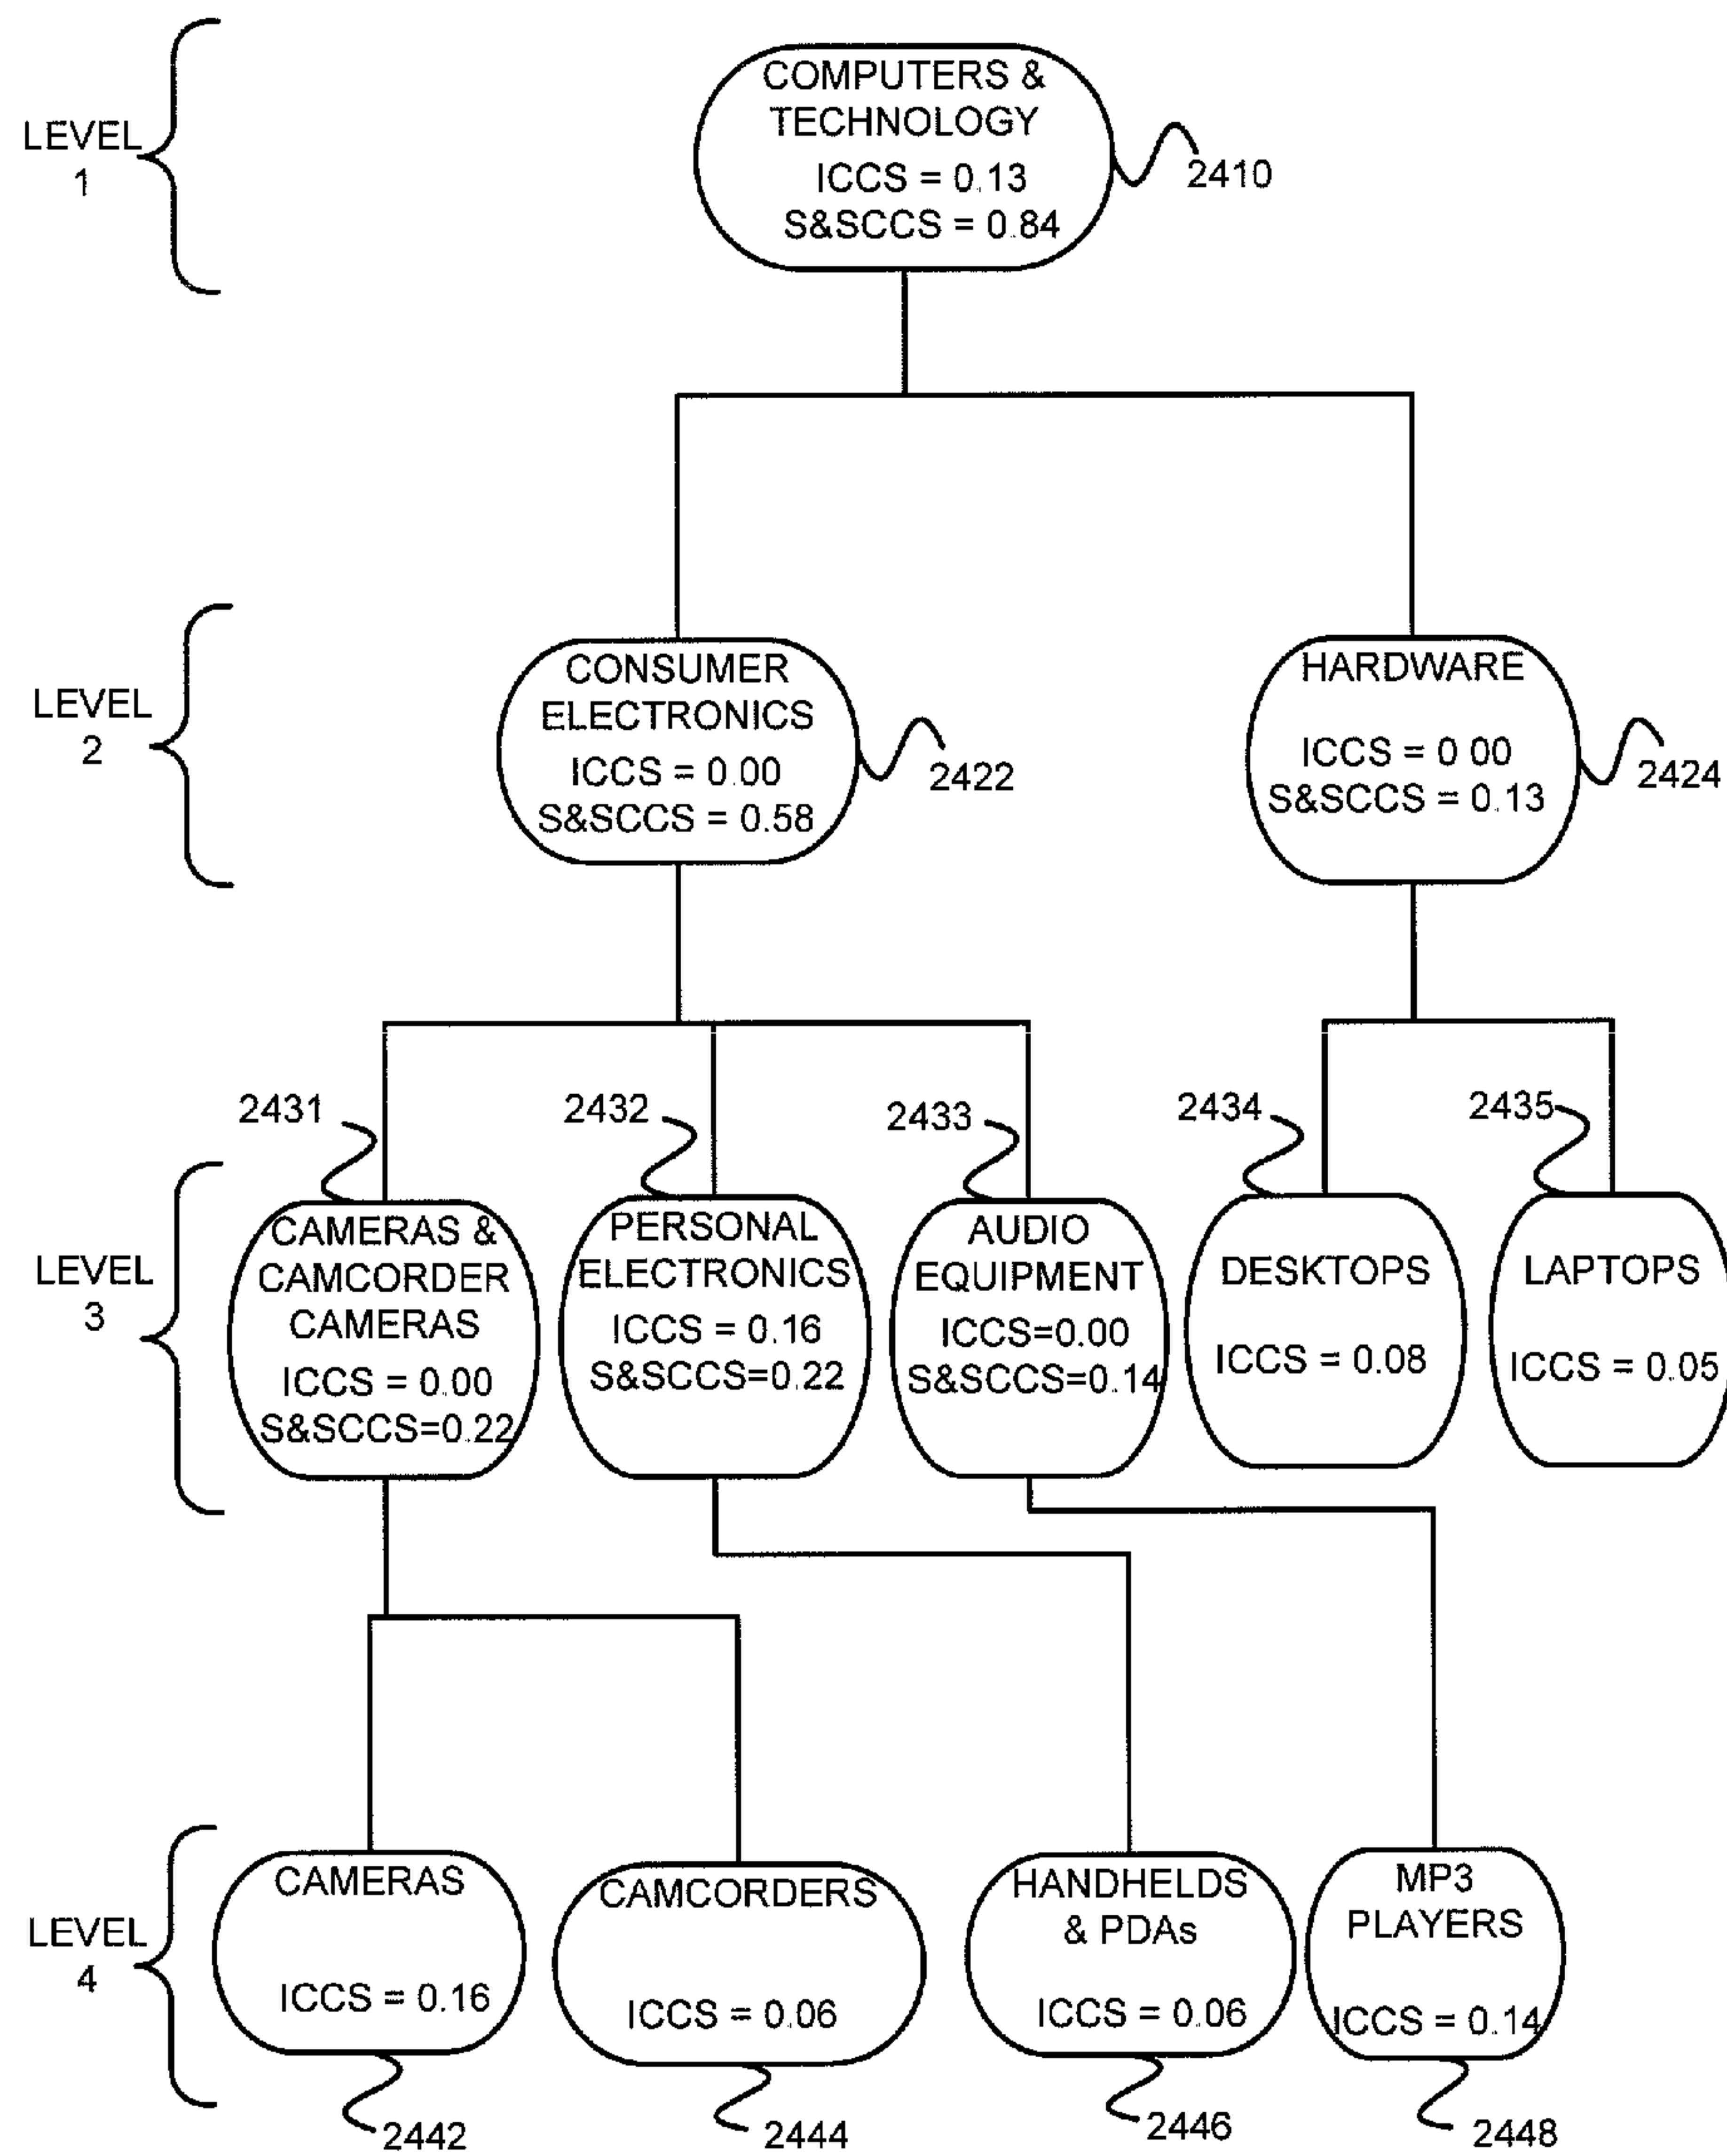 COMPUTERS &
TECHNOLOGY
ICCS = 0.13
S&SCCS = 0.84
LEVEL
1
2410
CONSUMER
ELECTRONICS
ICCS = 0.00
S&SCCS = 0.58
HARDWARE
ICCS = 0 00
S&SCCS = 0.13
LEVEL
2
2422
2424
2431
2432
2433
2434
2435
LEVEL
3
CAMERAS &
CAMCORDER
CAMERAS
ICCS = 0.00
S&SCCS=0.22
PERSONAL
ELECTRONICS
ICCS = 0.16
S&SCCS=0.22
AUDIO
EQUIPMENT
ICCS=0.00
S&SCCS=0.14
DESKTOPS
ICCS = 0.08
LAPTOPS
ICCS = 0.05
LEVEL
4
CAMERAS
ICCS = 0.16
CAMCORDERS
ICCS = 0.06
HANDHELDS
& PDAs
ICCS = 0.06
MP3
PLAYERS
ICCS = 0.14
2442
2444
2446
2448